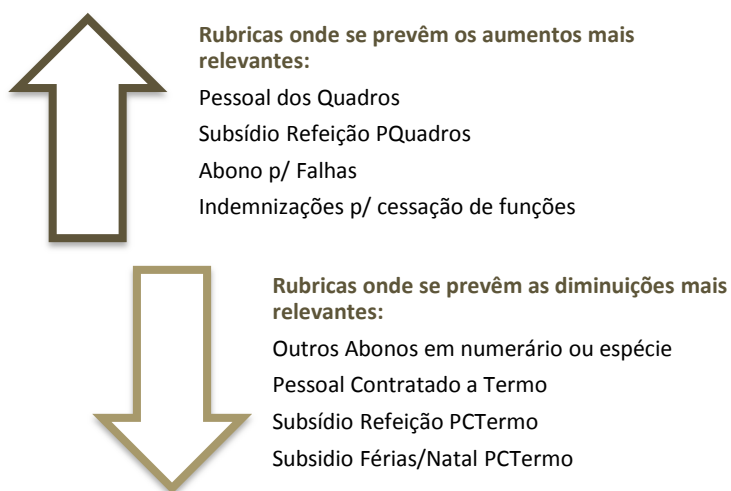 Rubricas onde se prevêm os aumentos mais
relevantes:
Pessoal dos Quadros
Subsídio Refeição PQuadros
Abono p/ Falhas
Indemnizações p/ cessação de funções
Rubricas onde se prevêm as diminuições mais
relevantes:
Outros Abonos em numerário ou espécie
Pessoal Contratado a Termo
Subsídio Refeição PCTermo
Subsidio Férias/Natal PCTermo